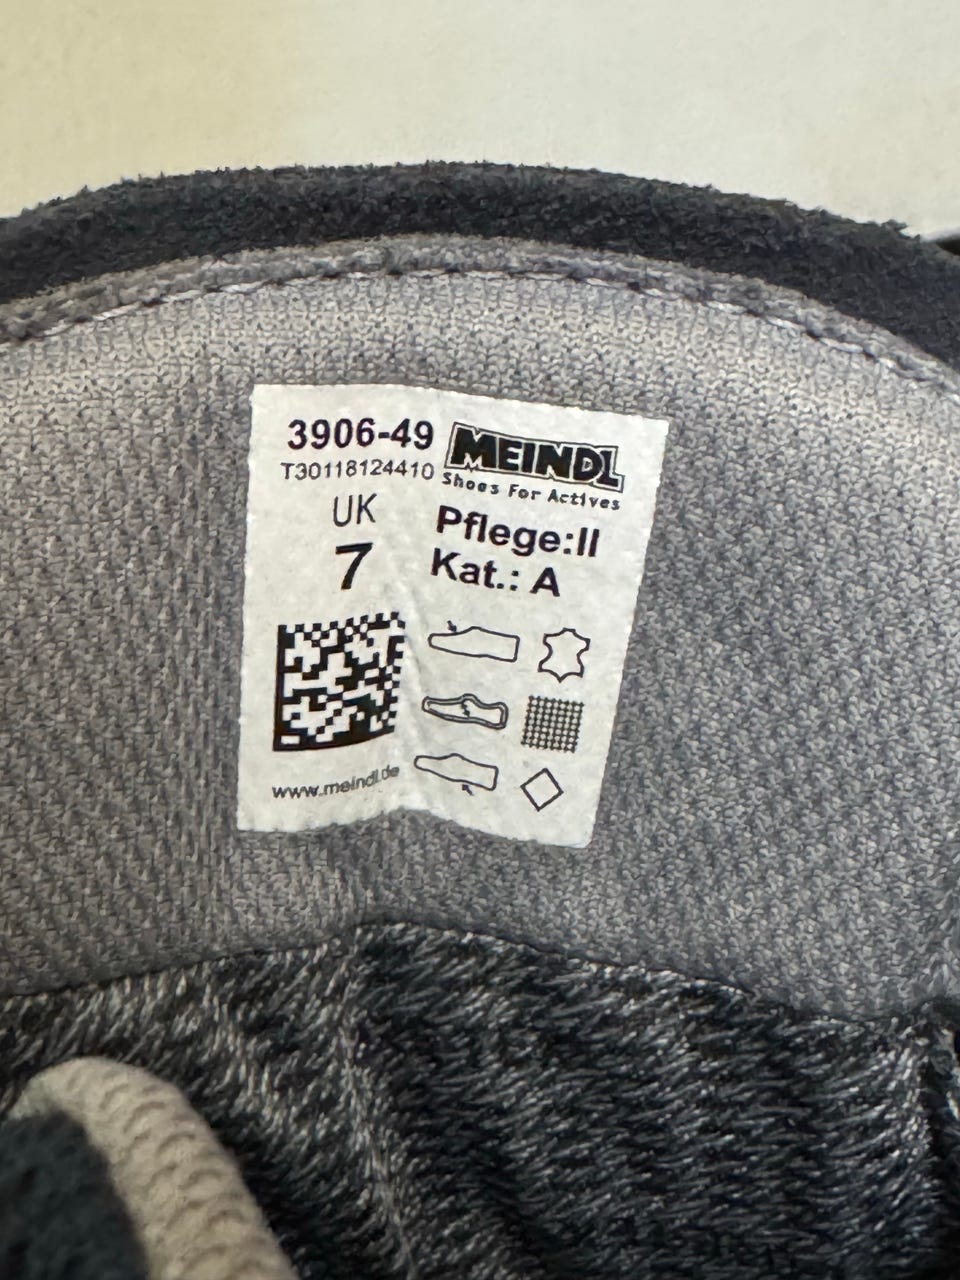 3906-49
T30118124410
UK
7
MEINDL
Shoes For Actives
Pflege:II
Kat.: A
www.meindl.de